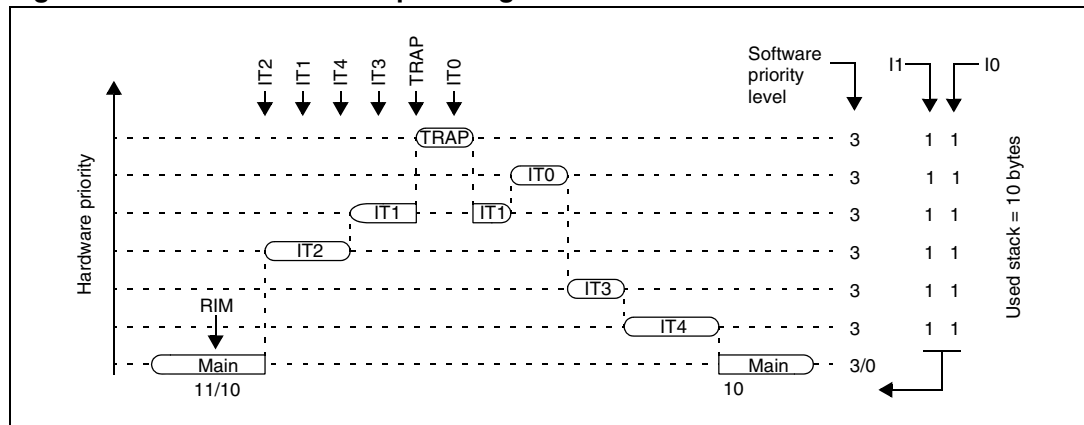 IT2
IT1
IT4
IT3
TRAP
IT0
Software
priority
level
I1
I0
Hardware priority
TRAP
3
1 1
IT0
3
1 1
IT1
IT1
3
1 1
IT2
3
1 1
IT3
3
1 1
RIM
IT4
3
1 1
Main
Main
3/0
11/10
10
Used stack = 10 bytes